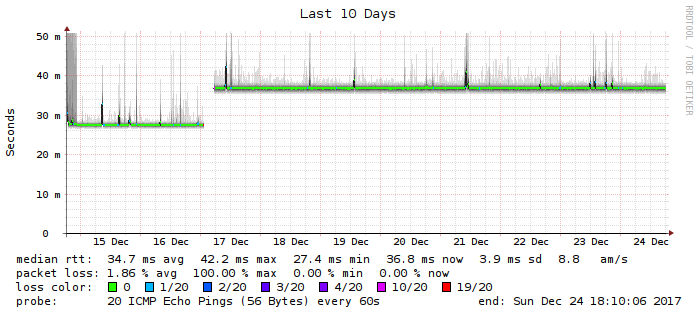 Last 10 Days
RRDTOOL / TOBI OETIKER
Seconds
50 m
40 m
30 m
20 m
10 m
0
15 Dec 16 Dec 17 Dec 18 Dec 19 Dec 20 Dec 21 Dec 22 Dec 23 Dec 24 Dec
median rtt: 34.7 ms avg 42.2 ms max 27.4 ms min 36.8 ms now 3.9 ms sd 8.8 am/s
packet loss: 1.86 % avg 100.00 % max 0.00 % min 0.00 % now
loss color: 0 1/20 2/20 3/20 4/20 10/20 19/20
probe: 20 ICMP Echo Pings (56 Bytes) every 60s end: Sun Dec 24 18:10:06 2017